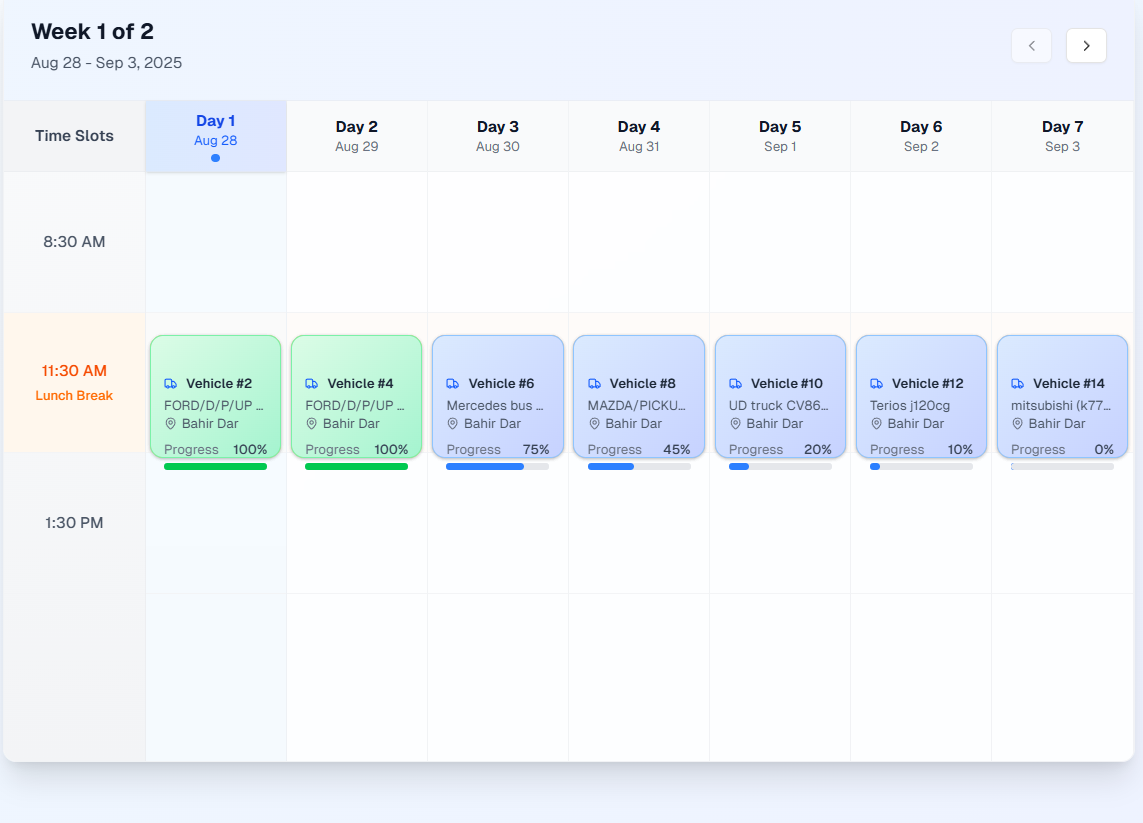 Week 1 of 2
Aug 28 - Sep 3, 2025
Time Slots
Day 1
Aug 28
Day 2
Aug 29
Day 3
Aug 30
Day 4
Aug 31
Day 5
Sep 1
Day 6
Sep 2
Day 7
Sep 3
8:30 AM
11:30 AM
Lunch Break
Vehicle #2
FORD/D/P/UP ...
Bahir Dar
Progress 100%
Vehicle #4
FORD/D/P/UP ...
Bahir Dar
Progress 100%
Vehicle #6
Mercedes bus ...
Bahir Dar
Progress 75%
Vehicle #8
MAZDA/PICKU...
Bahir Dar
Progress 45%
Vehicle #10
UD truck CV86...
Bahir Dar
Progress 20%
Vehicle #12
Terios j120cg
Bahir Dar
Progress 10%
Vehicle #14
mitsubishi (k77...
Bahir Dar
Progress 0%
1:30 PM